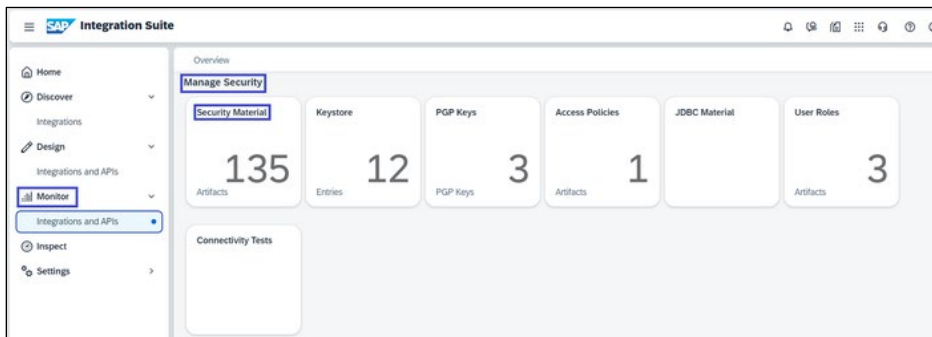 SAP Integration Suite
Home
Discover
Integrations
Design
Integrations and APIs
Monitor
Integrations and APIs
Inspect
Settings
Overview
Manage Security
Security Material
135
Artifacts
Keystore
12
Entries
PGP Keys
3
PGP Keys
Access Policies
1
Artifacts
JDBC Material
User Roles
3
Artifacts
Connectivity Tests